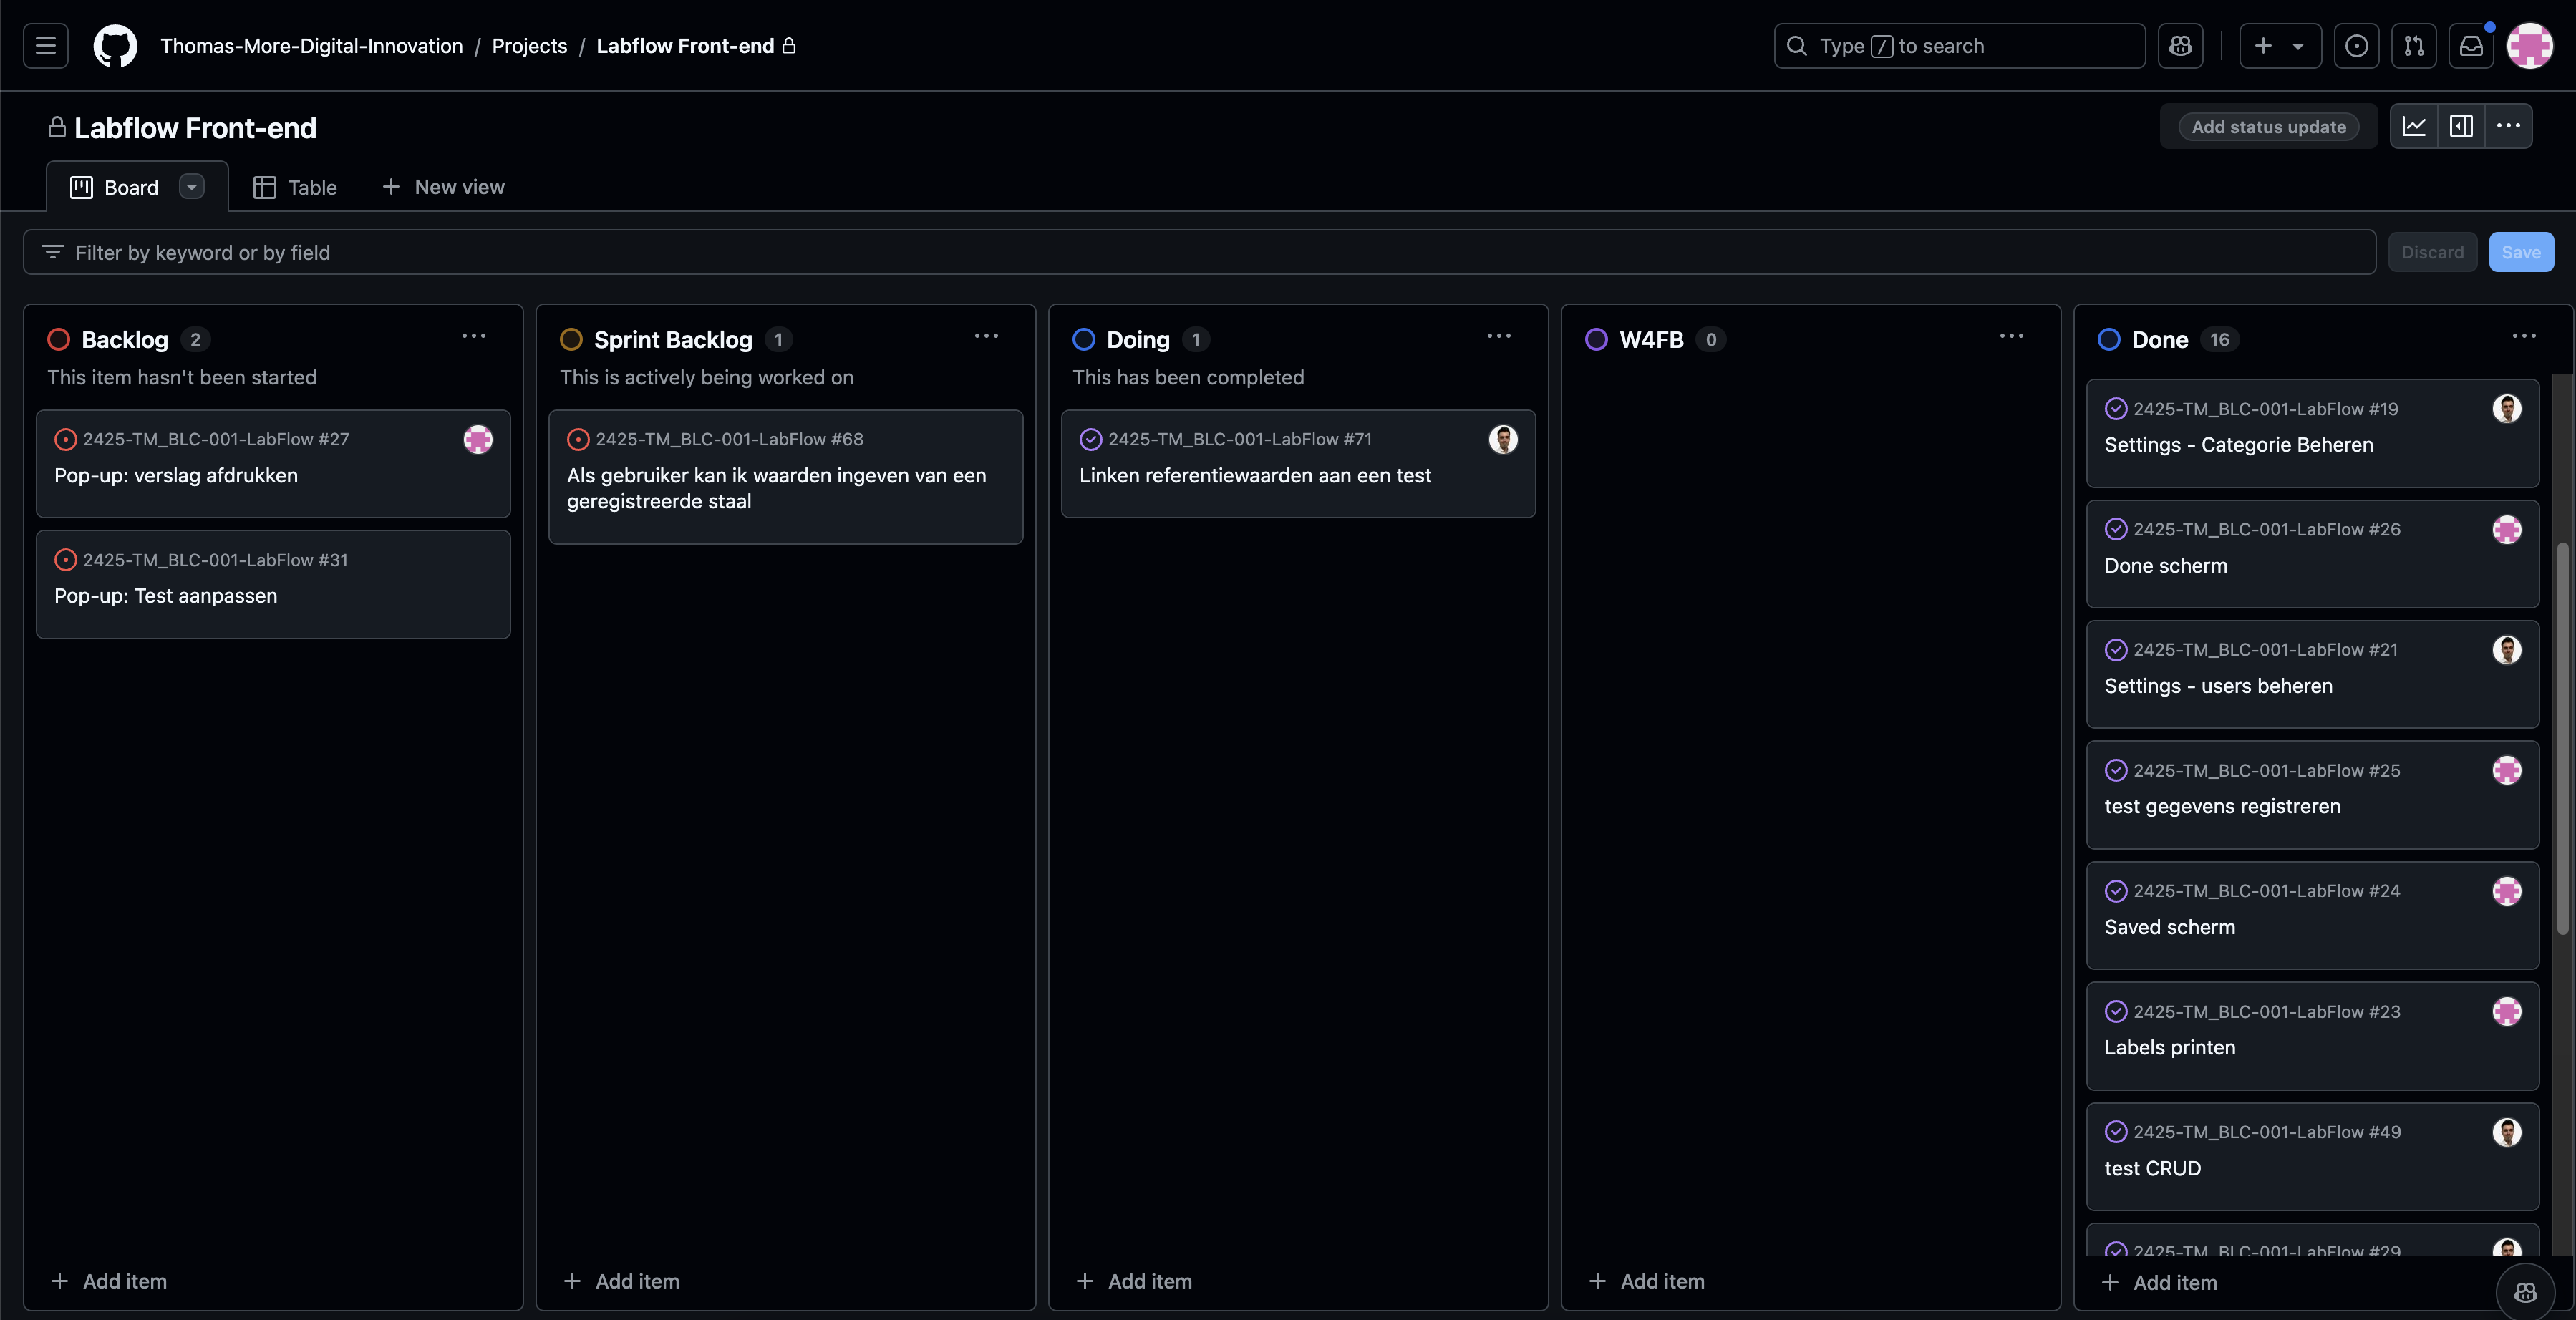 Thomas-More-Digital-Innovation / Projects / Labflow Front-end
Type / to search
Labflow Front-end
Add status update
Board
Table
New view
Filter by keyword or by field
Discard
Save
Backlog 2
This item hasn't been started
2425-TM_BLC-001-LabFlow #27
Pop-up: verslag afdrukken
2425-TM_BLC-001-LabFlow #31
Pop-up: Test aanpassen
Add item
Sprint Backlog 1
This is actively being worked on
2425-TM_BLC-001-LabFlow #68
Als gebruiker kan ik waarden ingeven van een
geregistreerde staal
Add item
Doing 1
This has been completed
2425-TM_BLC-001-LabFlow #71
Linken referentiewaarden aan een test
Add item
W4FB 0
Add item
Done 16
2425-TM_BLC-001-LabFlow #19
Settings - Categorie Beheren
2425-TM_BLC-001-LabFlow #26
Done scherm
2425-TM_BLC-001-LabFlow #21
Settings - users beheren
2425-TM_BLC-001-LabFlow #25
test gegevens registreren
2425-TM_BLC-001-LabFlow #24
Saved scherm
2425-TM_BLC-001-LabFlow #23
Labels printen
2425-TM_BLC-001-LabFlow #49
test CRUD
2425-TM_BLC-001-LabFlow #29
Add item